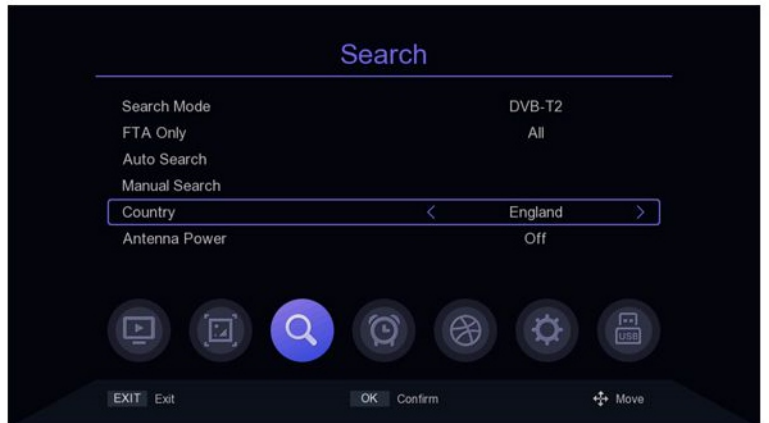 Search
Search Mode DVB-T2
FTA Only All
Auto Search
Manual Search
Country England
Antenna Power Off
USB
EXIT Exit OK Confirm Move